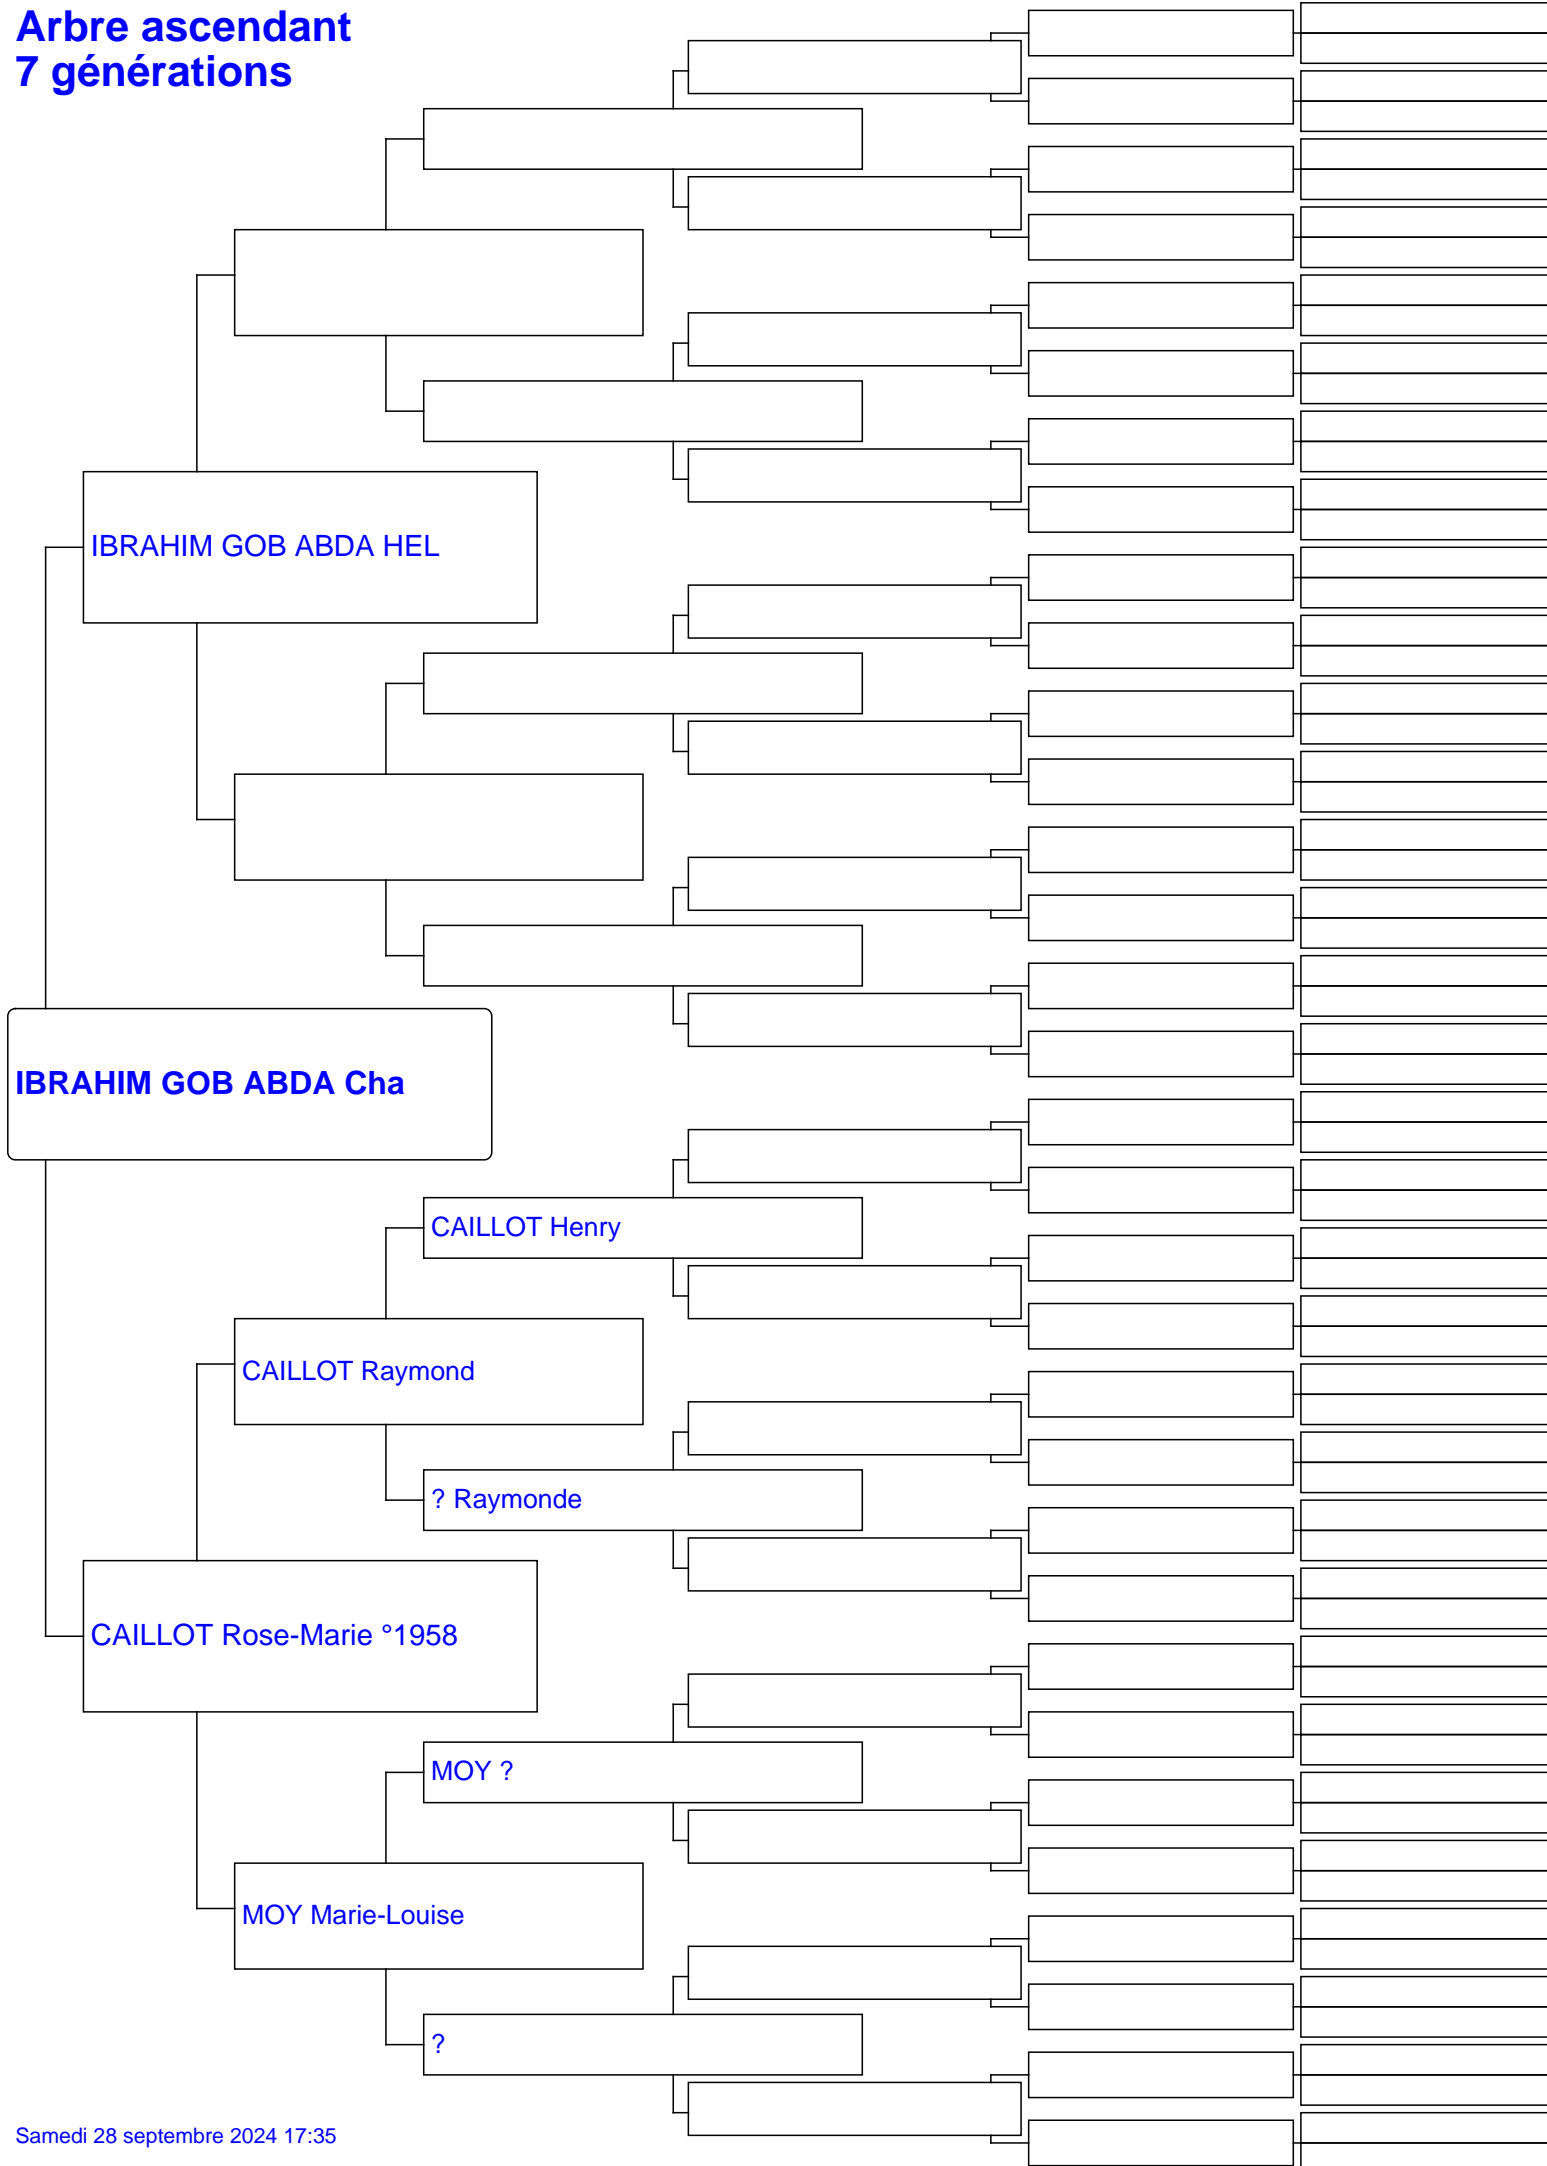 Arbre ascendant
7 générations
IBRAHIM GOB ABDA HEL
IBRAHIM GOB ABDA Cha
CAILLOT Henry
CAILLOT Raymond
? Raymonde
CAILLOT Rose-Marie °1958
MOY ?
MOY Marie-Louise
?
Samedi 28 septembre 2024 17:35